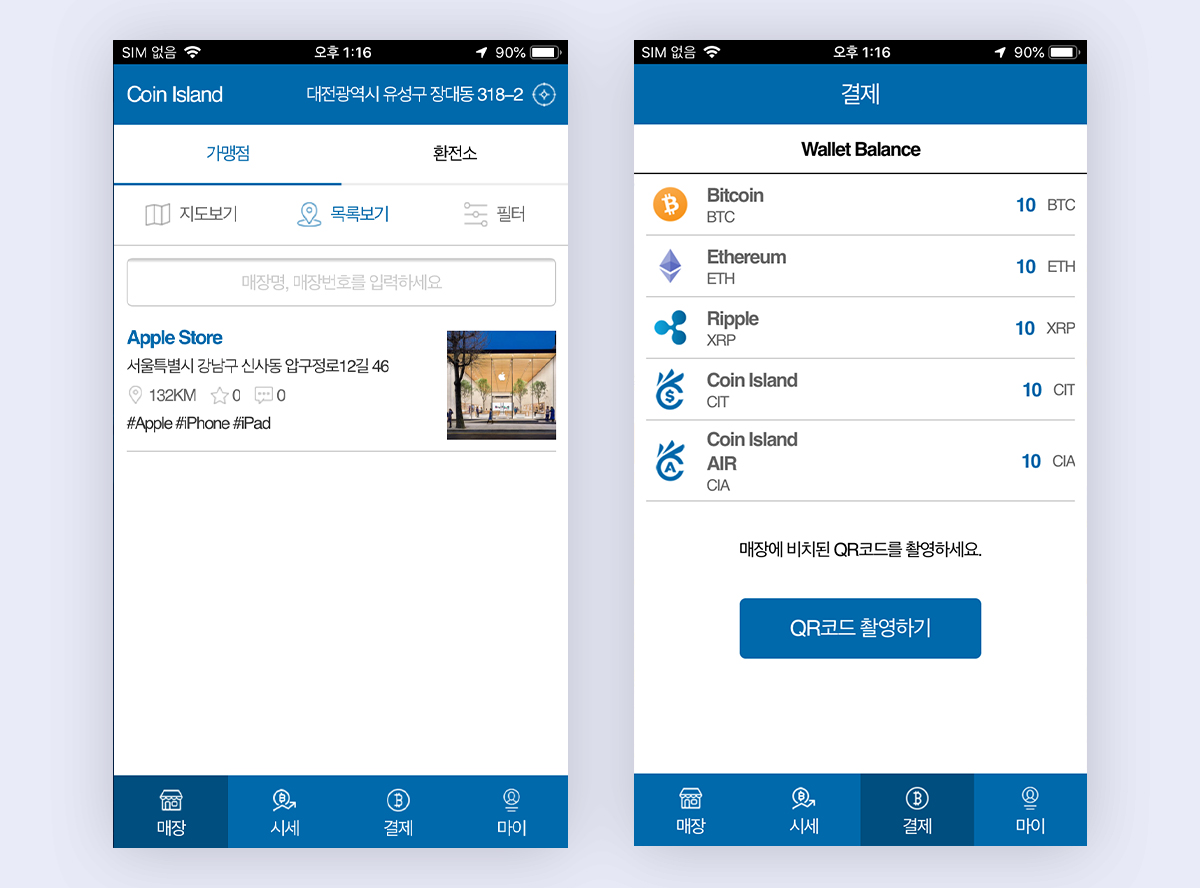 SIM 없음 오후 1:16 90%
Coin Island 대전광역시 유성구 장대동 318-2
가맹점 환전소
지도보기 목록보기 필터
매장명, 매장번호를 입력하세요
Apple Store
서울특별시 강남구 신사동 압구정로12길 46
132KM 0 0
#Apple #iPhone #iPad
매장 시세 결제 마이
SIM 없음 오후 1:16 90%
결제
Wallet Balance
Bitcoin
BTC
10 BTC
Ethereum
ETH
10 ETH
Ripple
XRP
10 XRP
Coin Island
CIT
10 CIT
Coin Island
AIR
CIA
10 CIA
매장에 비치된 QR코드를 촬영하세요.
QR코드 촬영하기
매장 시세 결제 마이